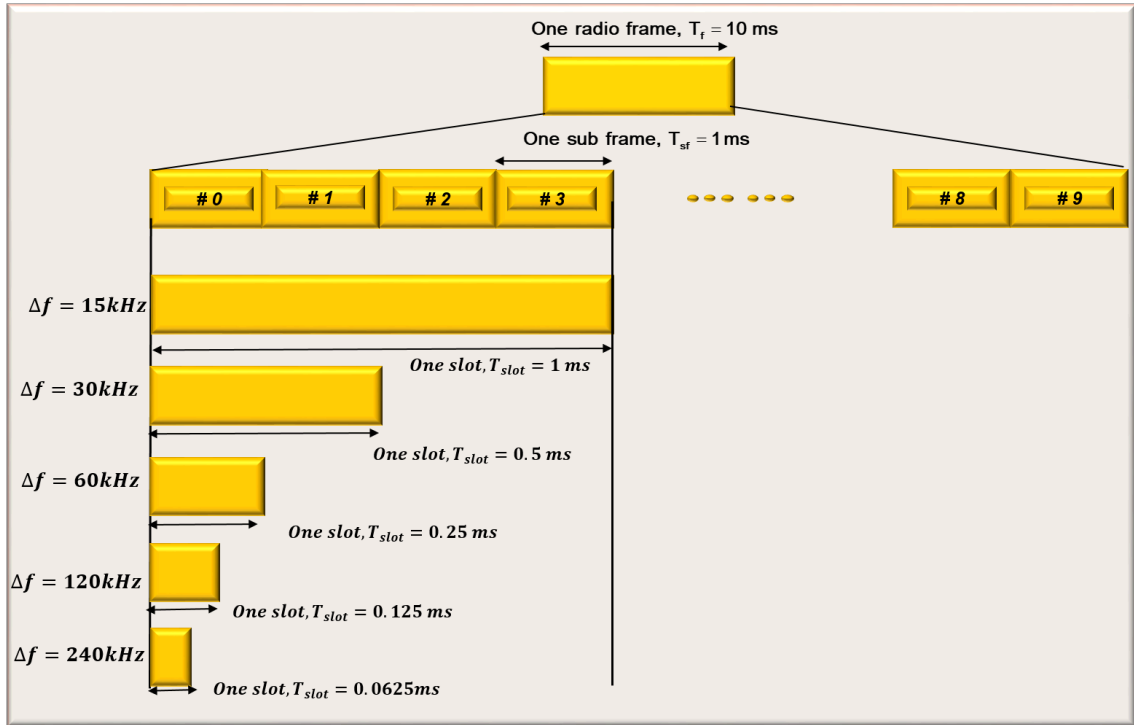 One radio frame, T_f = 10 ms
One sub frame, T_sf = 1 ms
# 0 # 1 # 2 # 3 # 8 # 9
Δf = 15kHz
One slot, T_slot = 1 ms
Δf = 30kHz
One slot, T_slot = 0.5 ms
Δf = 60kHz
One slot, T_slot = 0.25 ms
Δf = 120kHz
One slot, T_slot = 0.125 ms
Δf = 240kHz
One slot, T_slot = 0.0625ms